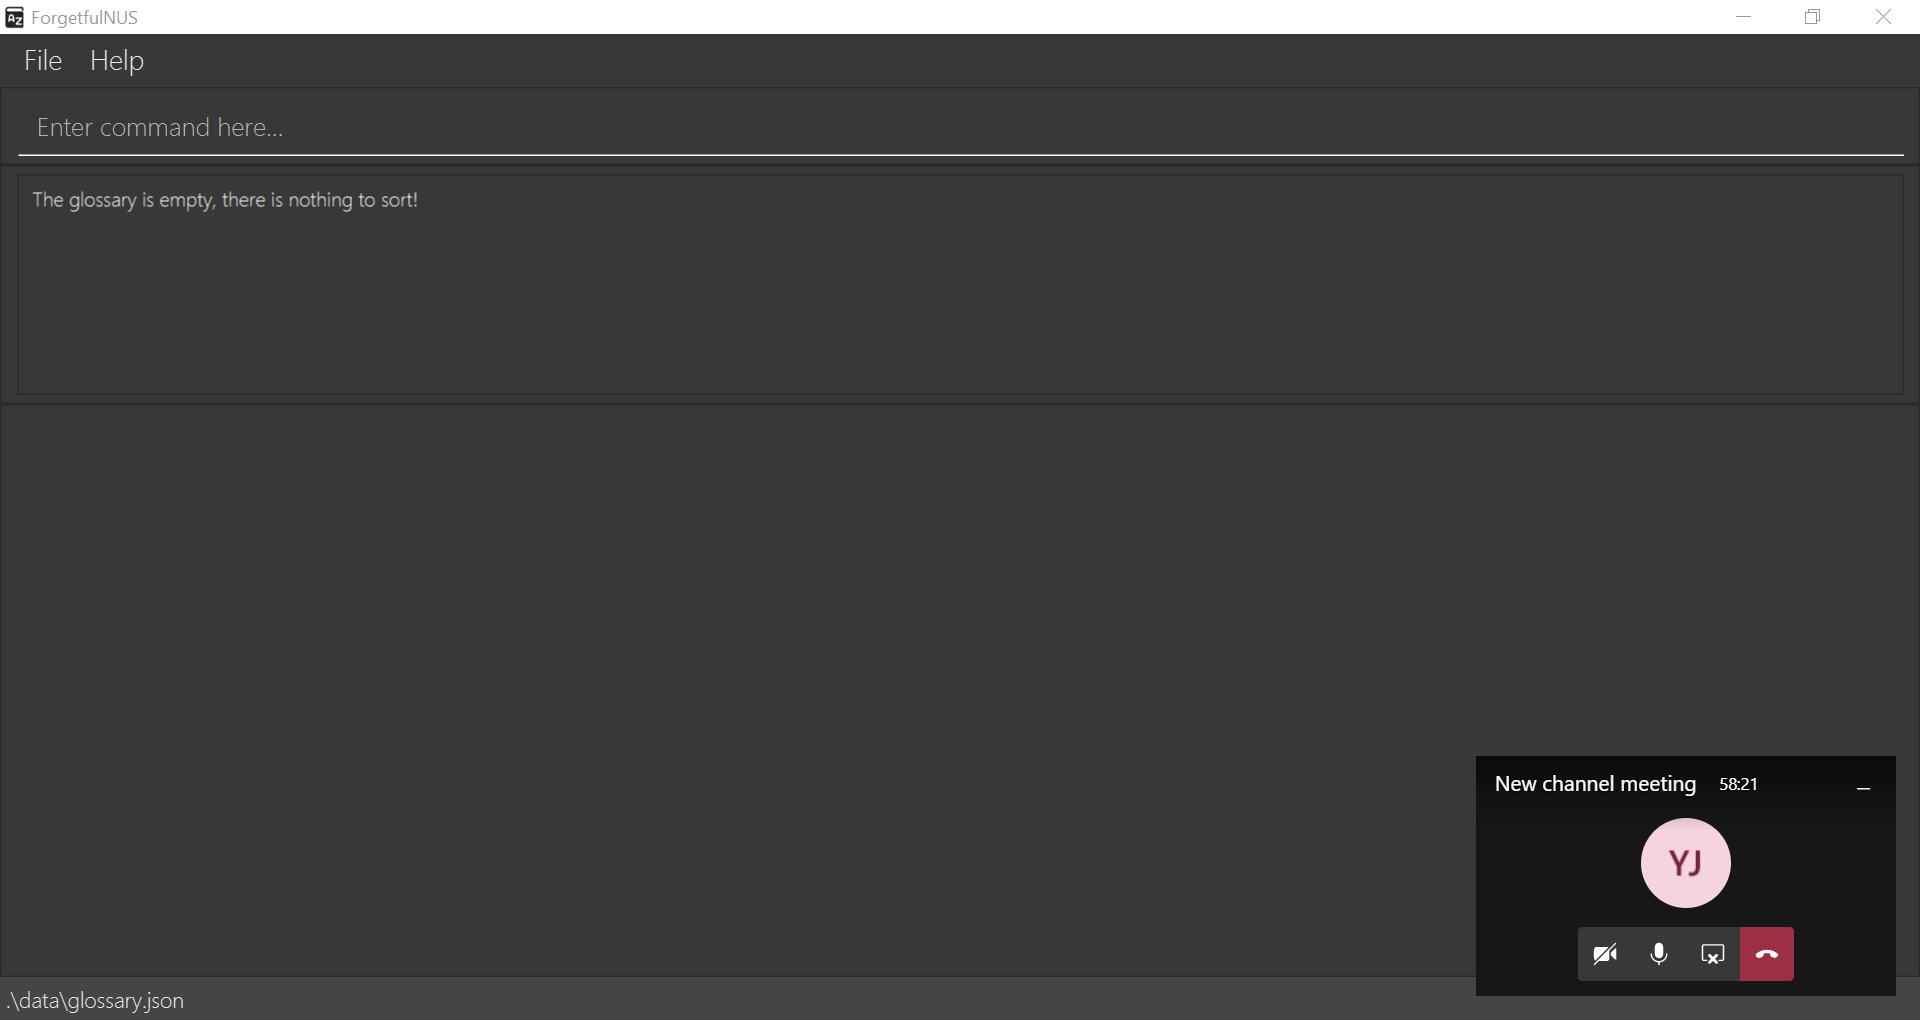 ForgetfulNUS
File Help
Enter command here...
The glossary is empty, there is nothing to sort!
New channel meeting 58:21
YJ
.\data\glossary.json